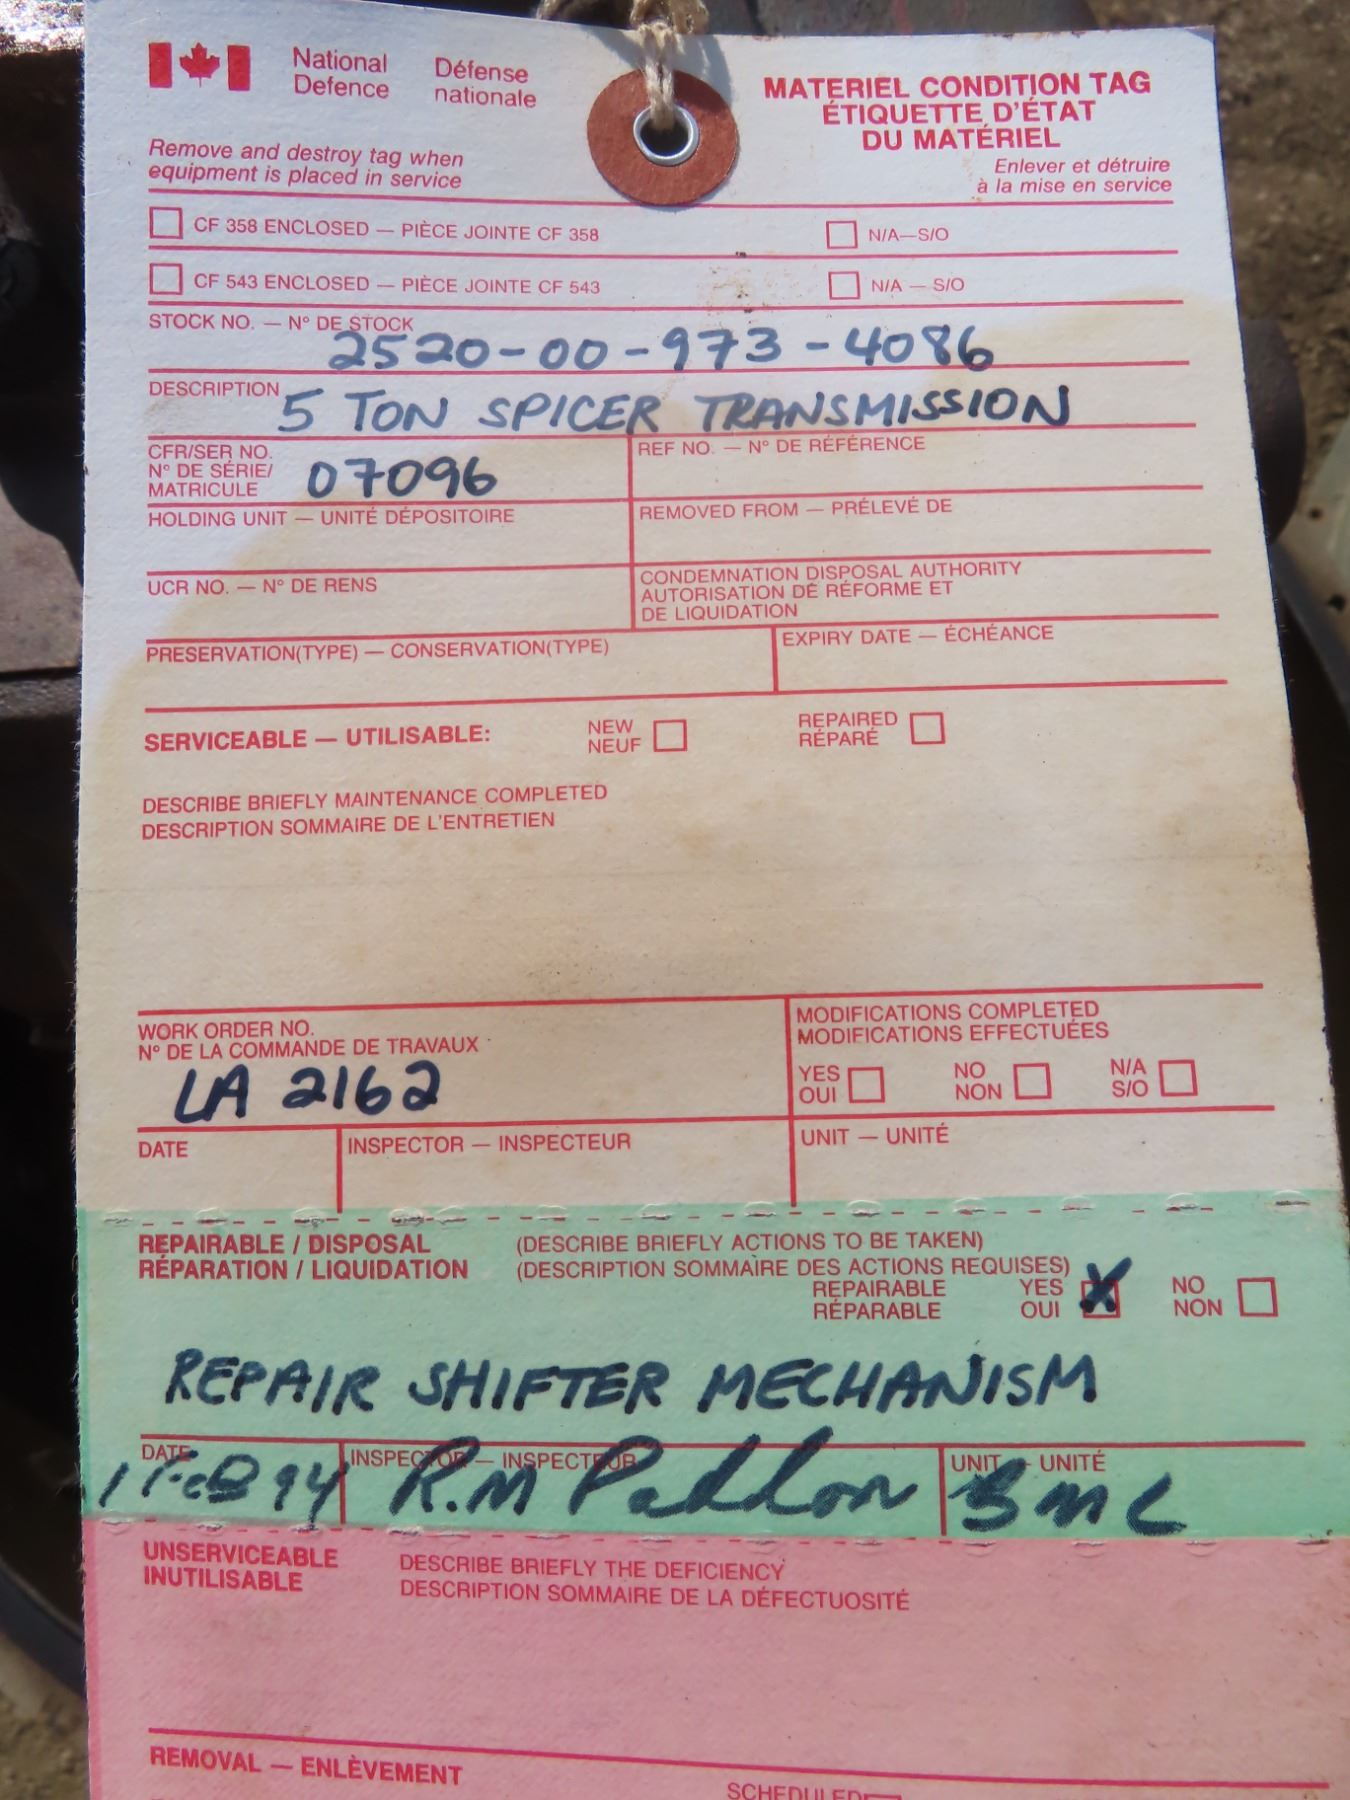 National Défense
Defence nationale
MATERIEL CONDITION TAG
ÉTIQUETTE D'ÉTAT
DU MATÉRIEL
Remove and destroy tag when
equipment is placed in service
Enlever et détruire
à la mise en service
CF 358 ENCLOSED — PIÈCE JOINTE CF 358 N/A—S/O
CF 543 ENCLOSED — PIÈCE JOINTE CF 543 N/A — S/O
STOCK NO. — N° DE STOCK
2520-00-973-4086
DESCRIPTION 5 TON SPICER TRANSMISSION
CFR/SER NO.
N° DE SÉRIE/
MATRICULE 07096
REF NO. — N° DE RÉFÉRENCE
HOLDING UNIT — UNITÉ DÉPOSITOIRE
REMOVED FROM — PRÉLEVÉ DE
UCR NO. — N° DE RENS
CONDEMNATION DISPOSAL AUTHORITY
AUTORISATION DE RÉFORME ET
DE LIQUIDATION
PRESERVATION(TYPE) — CONSERVATION(TYPE)
EXPIRY DATE — ÉCHÉANCE
SERVICEABLE — UTILISABLE:
NEW
NEUF
REPAIRED
RÉPARÉ
DESCRIBE BRIEFLY MAINTENANCE COMPLETED
DESCRIPTION SOMMAIRE DE L'ENTRETIEN
WORK ORDER NO.
N° DE LA COMMANDE DE TRAVAUX
LA 2162
MODIFICATIONS COMPLETED
MODIFICATIONS EFFECTUÉES
YES NO N/A
OUI NON S/O
DATE INSPECTOR — INSPECTEUR UNIT — UNITÉ
REPAIRABLE / DISPOSAL (DESCRIBE BRIEFLY ACTIONS TO BE TAKEN)
RÉPARATION / LIQUIDATION (DESCRIPTION SOMMAIRE DES ACTIONS REQUISES)
REPAIRABLE YES X NO
RÉPARABLE OUI NON
REPAIR SHIFTER MECHANISM
DATE INSPECTOR — INSPECTEUR UNIT — UNITÉ
1 FEB 94 R.M
UNSERVICEABLE DESCRIBE BRIEFLY THE DEFICIENCY
INUTILISABLE DESCRIPTION SOMMAIRE DE LA DÉFECTUOSITÉ
REMOVAL — ENLÈVEMENT
SCHEDULED